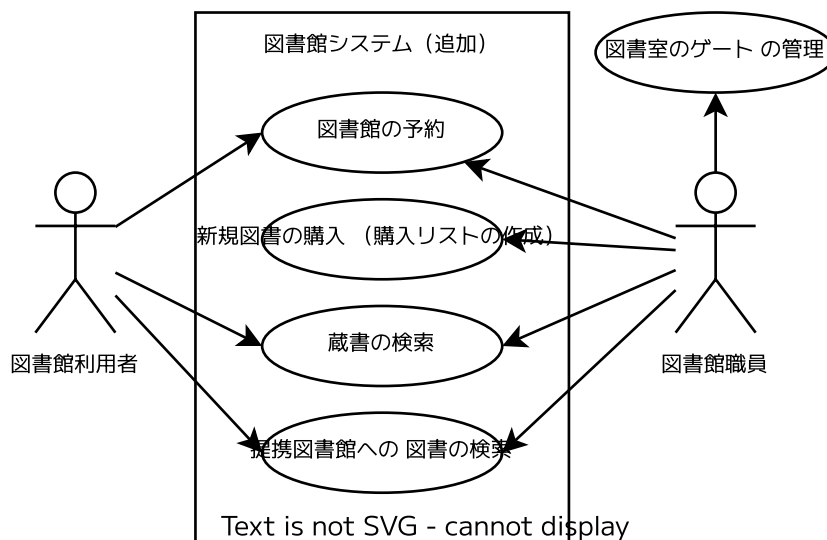 図書館システム（追加）
図書室のゲート の管理
図書館の予約
新規図書の購入 （購入リストの作成）
蔵書の検索
図書館利用者
図書館職員
提携図書館への 図書の検索
Text is not SVG - cannot display